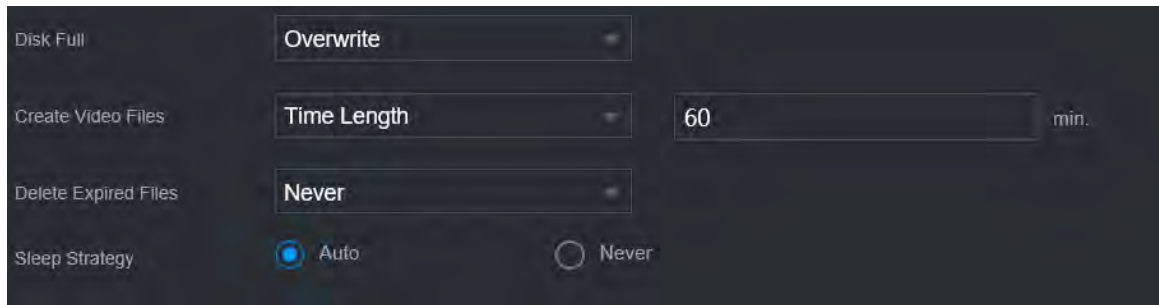 Disk Full Overwrite
Create Video Files Time Length 60 min.
Delete Expired Files Never
Sleep Strategy Auto Never